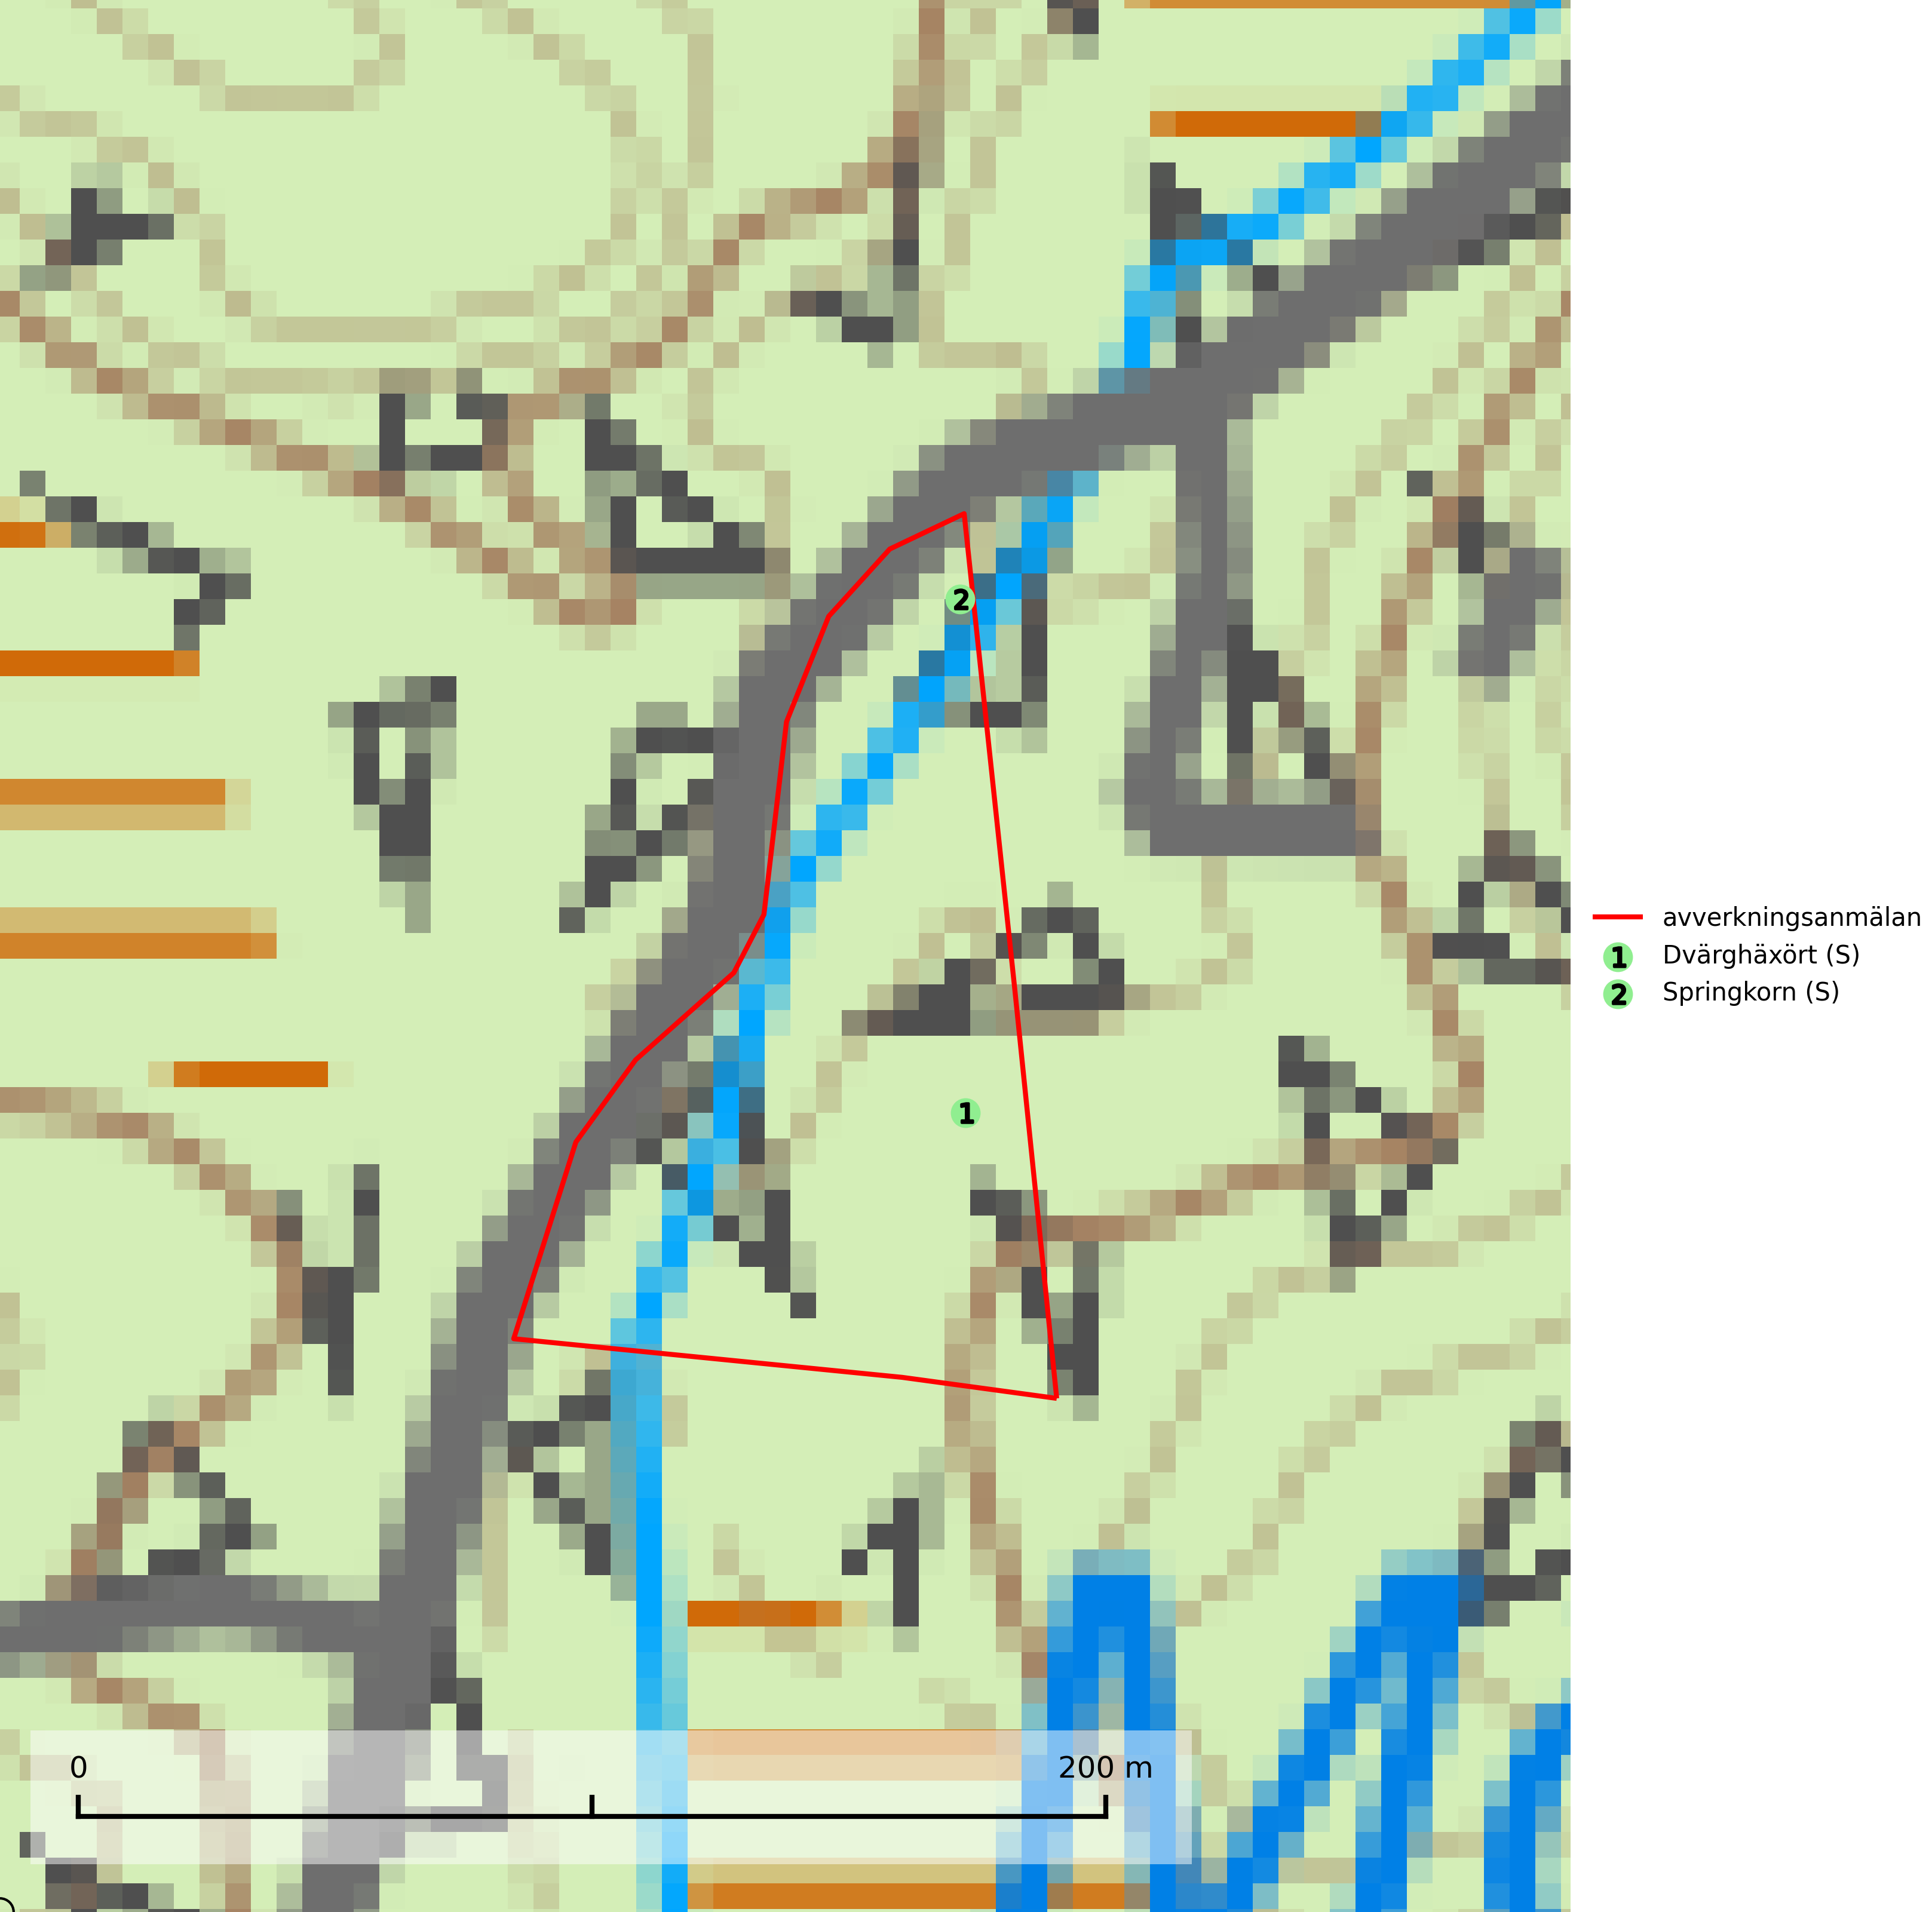 2
1
avverkningsanmälan
1 Dvärghäxört (S)
2 Springkorn (S)
0 200 m